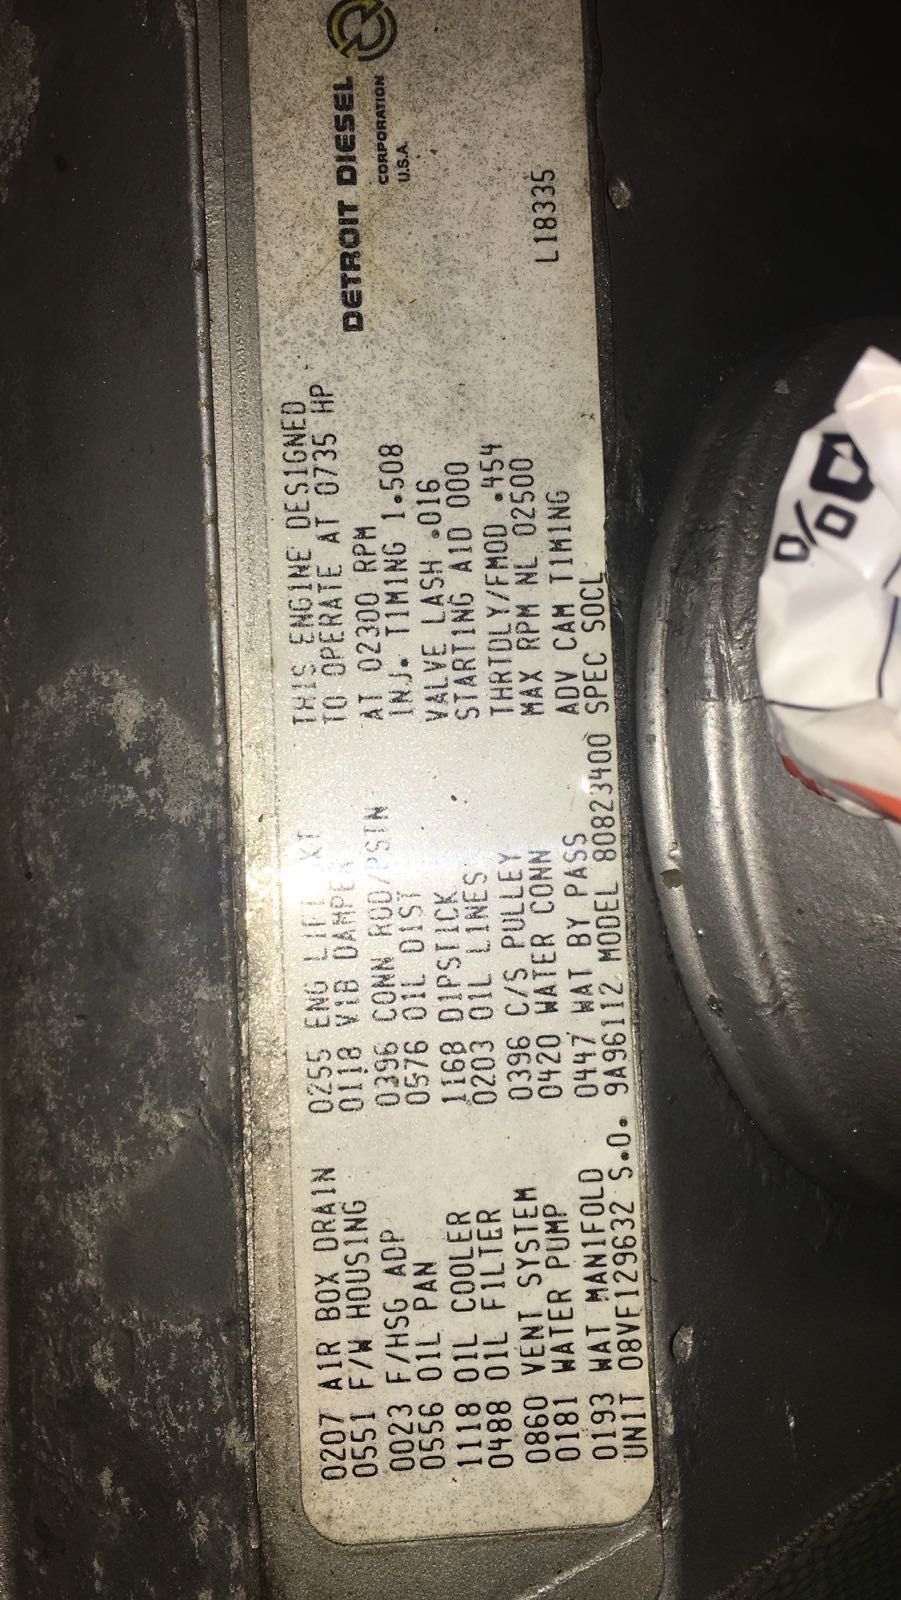 0207 AIR BOX DRAIN
0551 F/W HOUSING
0023 F/HSG ADP
0556 OIL PAN
1118 OIL COOLER
0488 OIL FILTER
0860 VENT SYSTEM
0181 WATER PUMP
0193 WAT MANIFOLD
0255 ENG LIFT XT
0118 VIB DAMPER
0396 CONN ROD/PSTN
0576 OIL DIST
1168 DIPSTICK
0203 OIL LINES
0396 C/S PULLEY
0420 WATER CONN
0447 WAT BY PASS
THIS ENGINE DESIGNED
TO OPERATE AT 0735 HP
AT 02300 RPM
INJ. TIMING 1.508
VALVE LASH .016
STARTING AID 000
THRTDLY/FMOD .454
MAX RPM NL 02500
ADV CAM TIMING
UNIT 08VF129632 S.O. 9A96112 MODEL 80823400 SPEC SOCL
DETROIT DIESEL
CORPORATION
U.S.A.
L18335
%